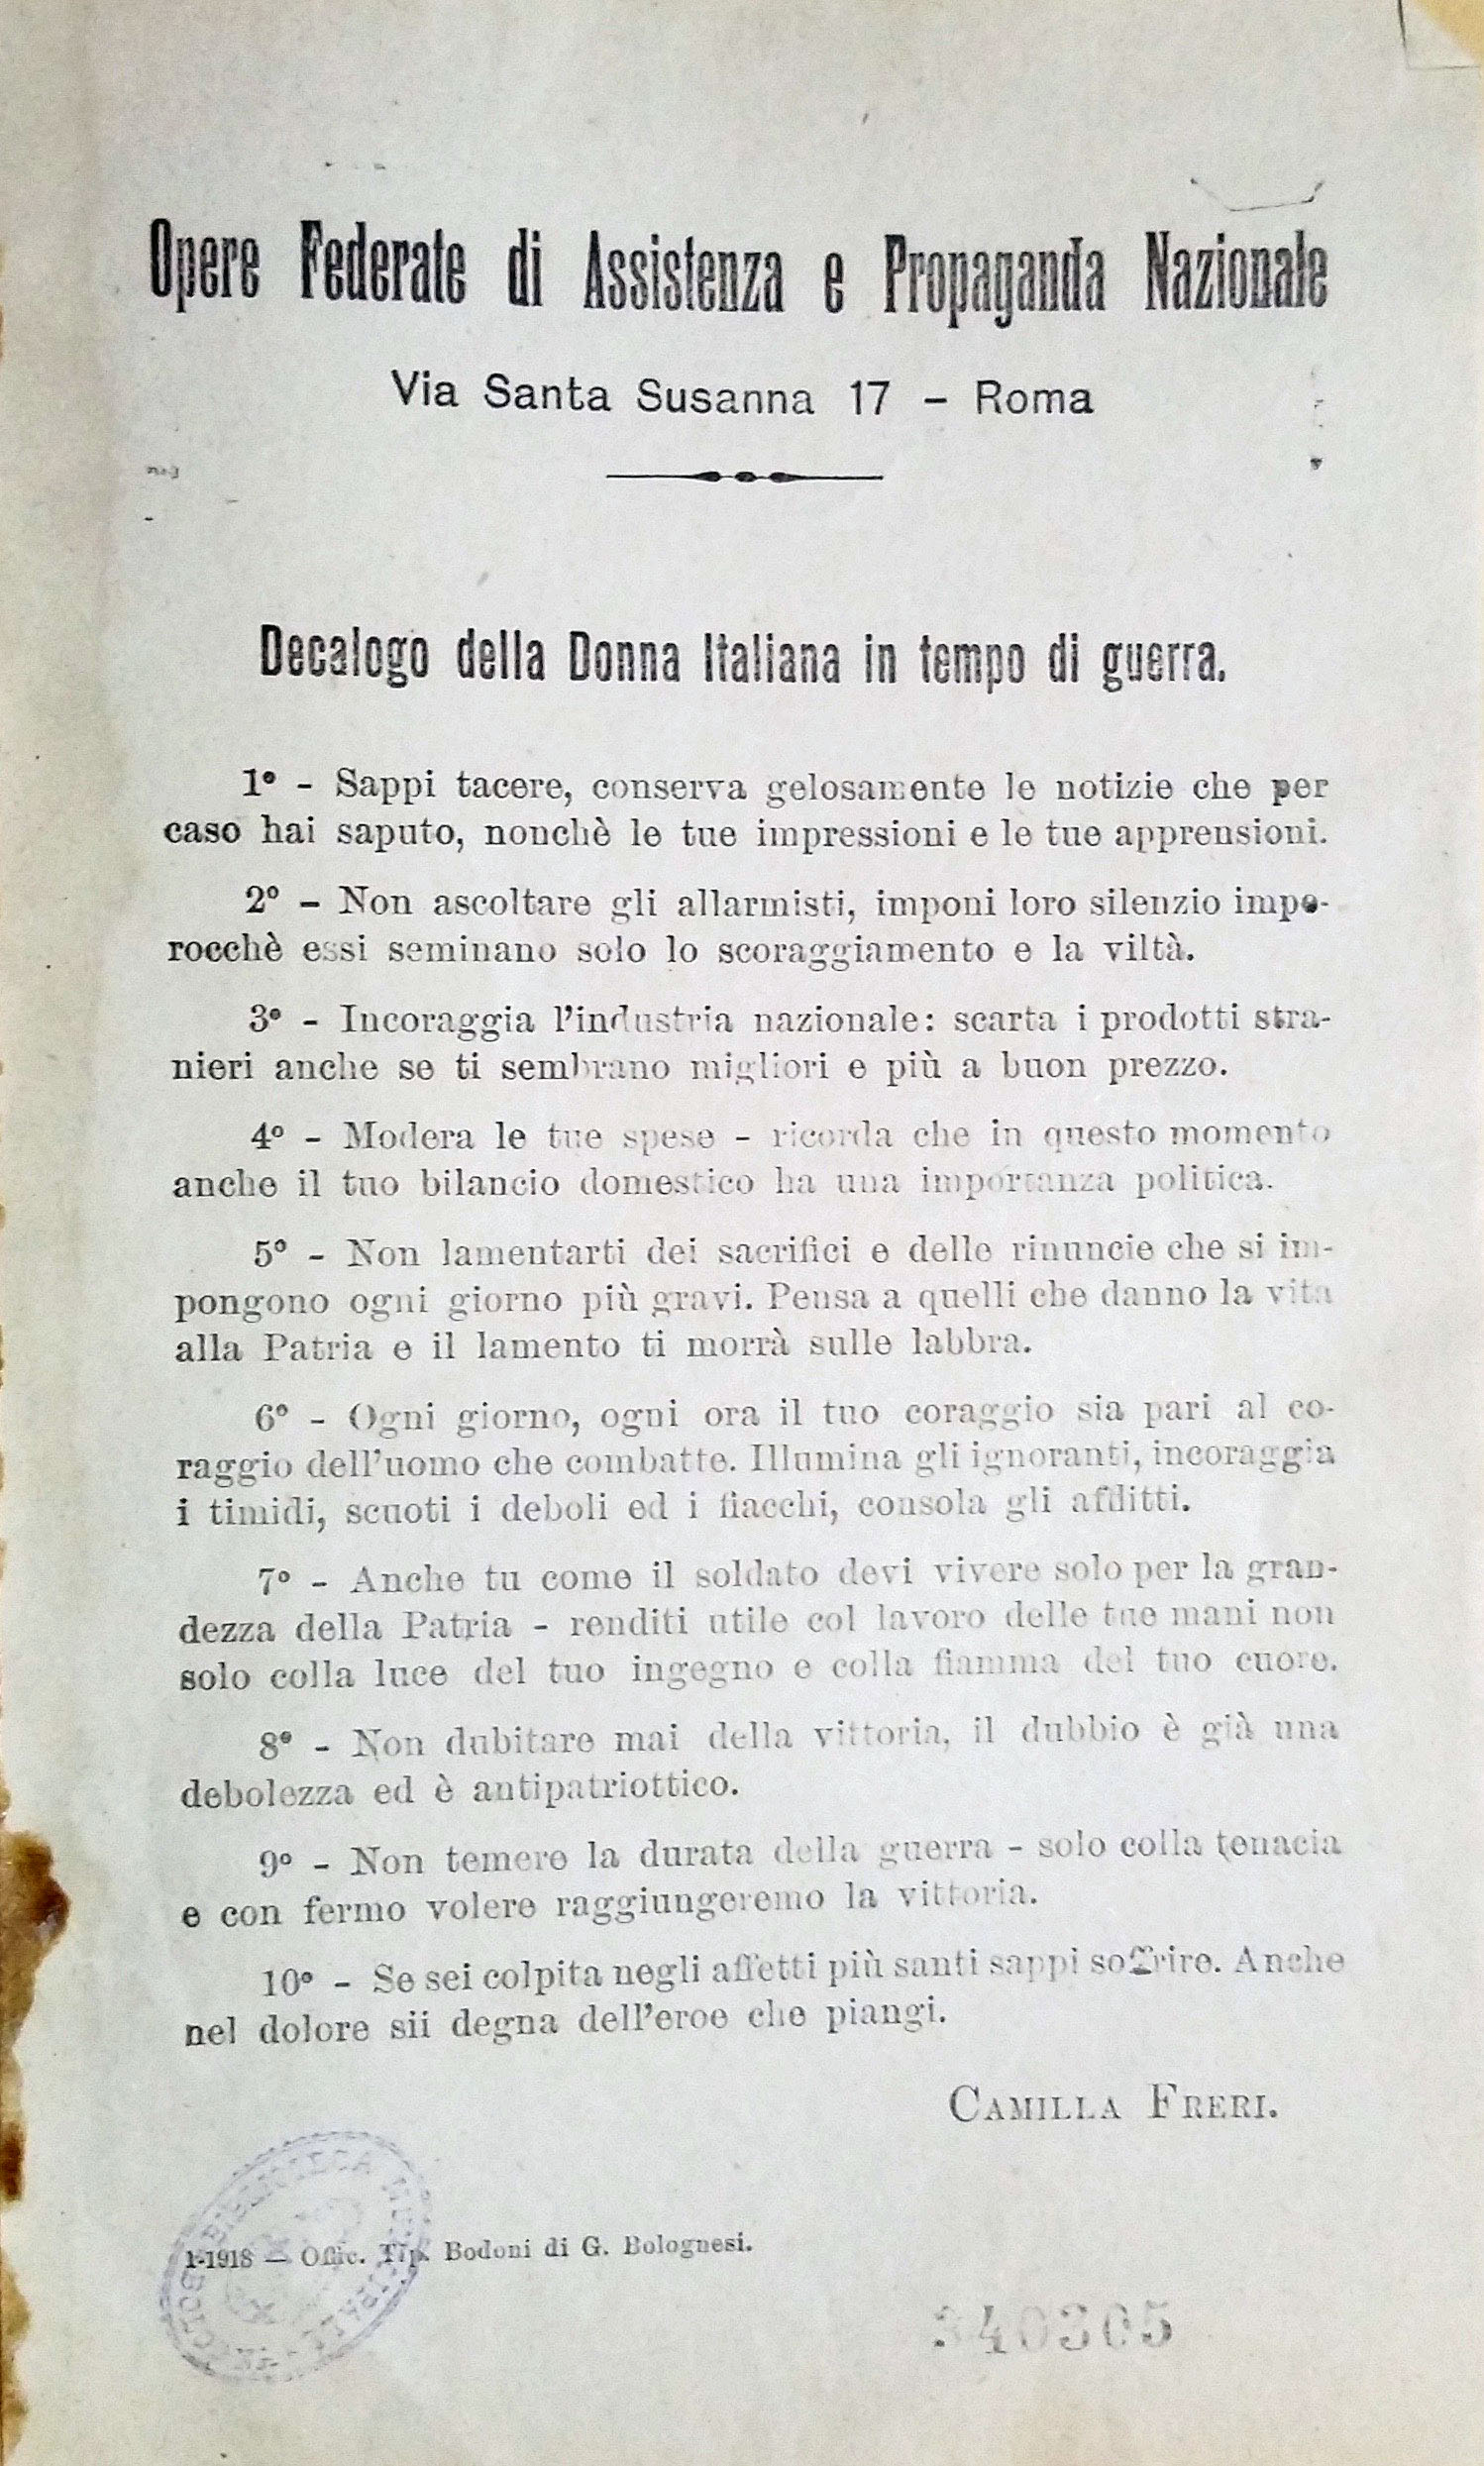 Opere Federate di Assistenza e Propaganda Nazionale
Via Santa Susanna 17 – Roma
Decalogo della Donna Italiana in tempo di guerra.
1º - Sappi tacere, conserva gelosamente le notizie che per
caso hai saputo, nonchè le tue impressioni e le tue apprensioni.
2º - Non ascoltare gli allarmisti, imponi loro silenzio impe-
rocchè essi seminano solo lo scoraggiamento e la viltà.
3º - Incoraggia l'industria nazionale: scarta i prodotti stra-
nieri anche se ti sembrano migliori e più a buon prezzo.
4º - Modera le tue spese - ricorda che in questo momento
anche il tuo bilancio domestico ha una importanza politica.
5º - Non lamentarti dei sacrifici e delle rinuncie che si im-
pongono ogni giorno più gravi. Pensa a quelli che danno la vita
alla Patria e il lamento ti morrà sulle labbra.
6º - Ogni giorno, ogni ora il tuo coraggio sia pari al co-
raggio dell'uomo che combatte. Illumina gli ignoranti, incoraggia
i timidi, scuoti i deboli ed i fiacchi, consola gli afflitti.
7º - Anche tu come il soldato devi vivere solo per la gran-
dezza della Patria - renditi utile col lavoro delle tue mani non
solo colla luce del tuo ingegno e colla fiamma del tuo cuore.
8º - Non dubitare mai della vittoria, il dubbio è già una
debolezza ed è antipatriottico.
9º - Non temere la durata della guerra - solo colla tenacia
e con fermo volere raggiungeremo la vittoria.
10º - Se sei colpita negli affetti più santi sappi soffrire. Anche
nel dolore sii degna dell'eroe che piangi.
CAMILLA FRERI.
1-1918 — Offic. Tip. Bodoni di G. Bolognesi.
340305